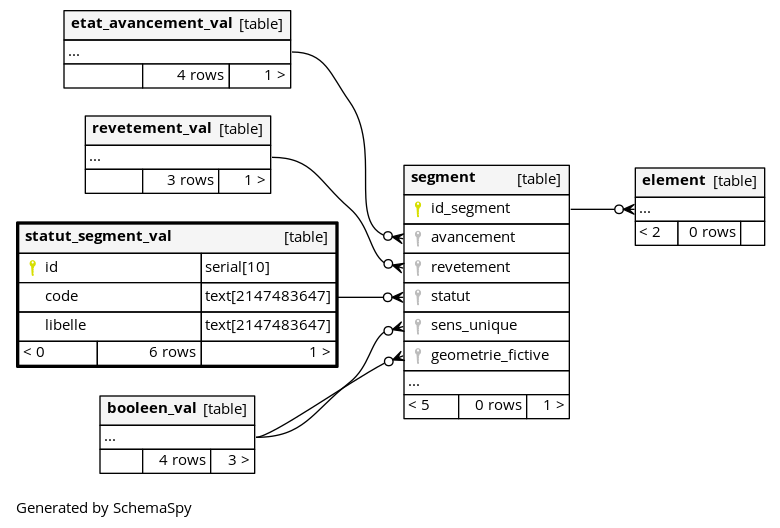 etat_avancement_val [table]
...
4 rows 1 >
revetement_val [table]
...
3 rows 1 >
statut_segment_val [table]
id serial[10]
code text[2147483647]
libelle text[2147483647]
< 0 6 rows 1 >
booleen_val [table]
...
4 rows 3 >
segment [table]
id_segment
avancement
revetement
statut
sens_unique
geometrie_fictive
...
< 5 0 rows 1 >
element [table]
...
< 2 0 rows
Generated by SchemaSpy